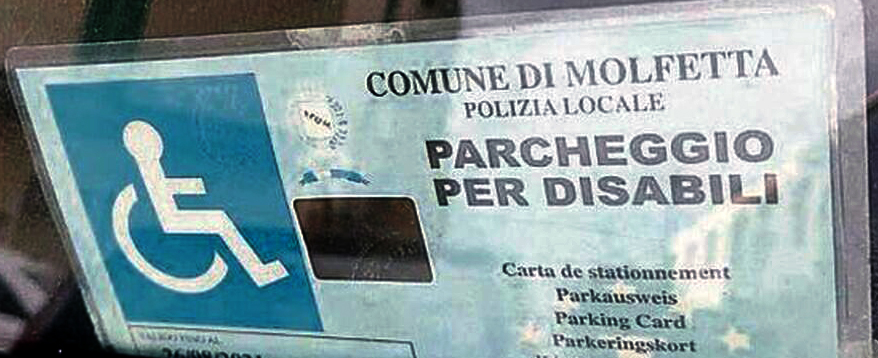 COMUNE DI MOLFETTA
POLIZIA LOCALE
PARCHEGGIO
PER DISABILI
Carta de stationnement
Parkausweis
Parking Card
Parkeringskort